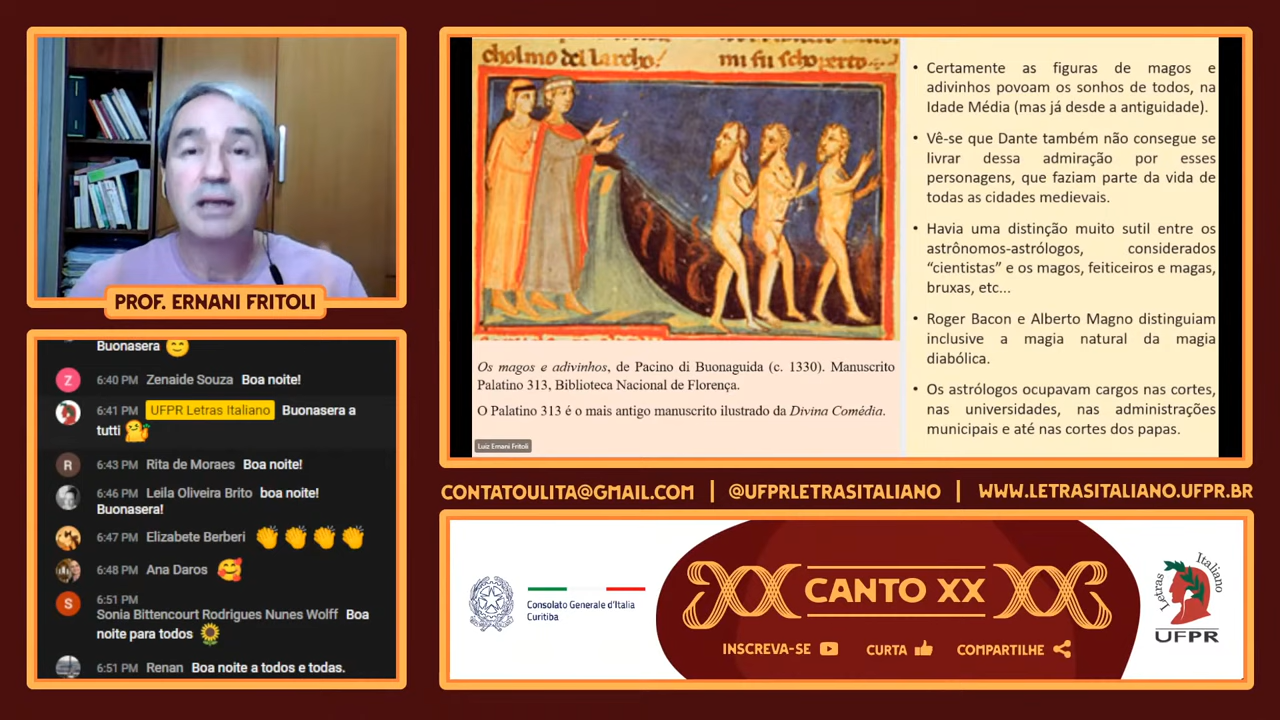 PROF. ERNANI FRITOLI
Buonasera 😊
Z
6:40 PM Zenaide Souza Boa noite!
6:41 PM UFPR Letras Italiano Buonasera a
tutti 🤗
R
6:43 PM Rita de Moraes Boa noite!
6:46 PM Leila Oliveira Brito boa noite!
Buonasera!
6:47 PM Elizabete Berberi 👏👏👏👏
6:48 PM Ana Daros 🥰
S
6:51 PM
Sonia Bittencourt Rodrigues Nunes Wolff Boa
noite para todos 🌻
6:51 PM Renan Boa noite a todos e todas.
cholmo del larcho!
mi fu schoperto
Os magos e adivinhos, de Pacino di Buonaguida (c. 1330). Manuscrito
Palatino 313, Biblioteca Nacional de Florença.
O Palatino 313 é o mais antigo manuscrito ilustrado da Divina Comédia.
Luiz Ernani Fritoli
• Certamente as figuras de magos e
adivinhos povoam os sonhos de todos, na
Idade Média (mas já desde a antiguidade).
• Vê-se que Dante também não consegue se
livrar dessa admiração por esses
personagens, que faziam parte da vida de
todas as cidades medievais.
• Havia uma distinção muito sutil entre os
astrônomos-astrólogos, considerados
“cientistas” e os magos, feiticeiros e magas,
bruxas, etc...
• Roger Bacon e Alberto Magno distinguiam
inclusive a magia natural da magia
diabólica.
• Os astrólogos ocupavam cargos nas cortes,
nas universidades, nas administrações
municipais e até nas cortes dos papas.
CONTATOULITA@GMAIL.COM | @UFPRLETRASITALIANO | WWW.LETRASITALIANO.UFPR.BR
Consolato Generale d'Italia
Curitiba
XX CANTO XX XX
INSCREVA-SE CURTA COMPARTILHE
Letras Italiano
UFPR